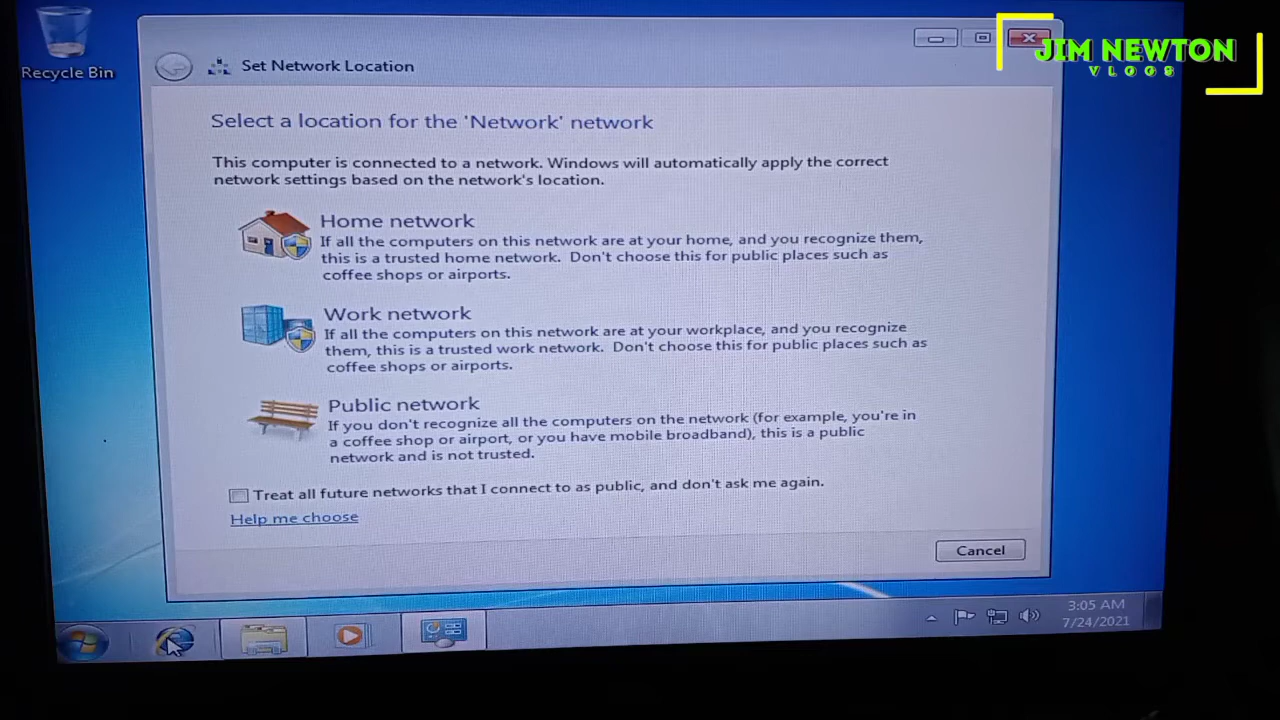 Recycle Bin
Set Network Location
JIM NEWTON
VLOGS
Select a location for the 'Network' network
This computer is connected to a network. Windows will automatically apply the correct
network settings based on the network's location.
Home network
If all the computers on this network are at your home, and you recognize them,
this is a trusted home network. Don't choose this for public places such as
coffee shops or airports.
Work network
If all the computers on this network are at your workplace, and you recognize
them, this is a trusted work network. Don't choose this for public places such as
coffee shops or airports.
Public network
If you don't recognize all the computers on the network (for example, you're in
a coffee shop or airport, or you have mobile broadband), this is a public
network and is not trusted.
Treat all future networks that I connect to as public, and don't ask me again.
Help me choose
Cancel
3:05 AM
7/24/2021